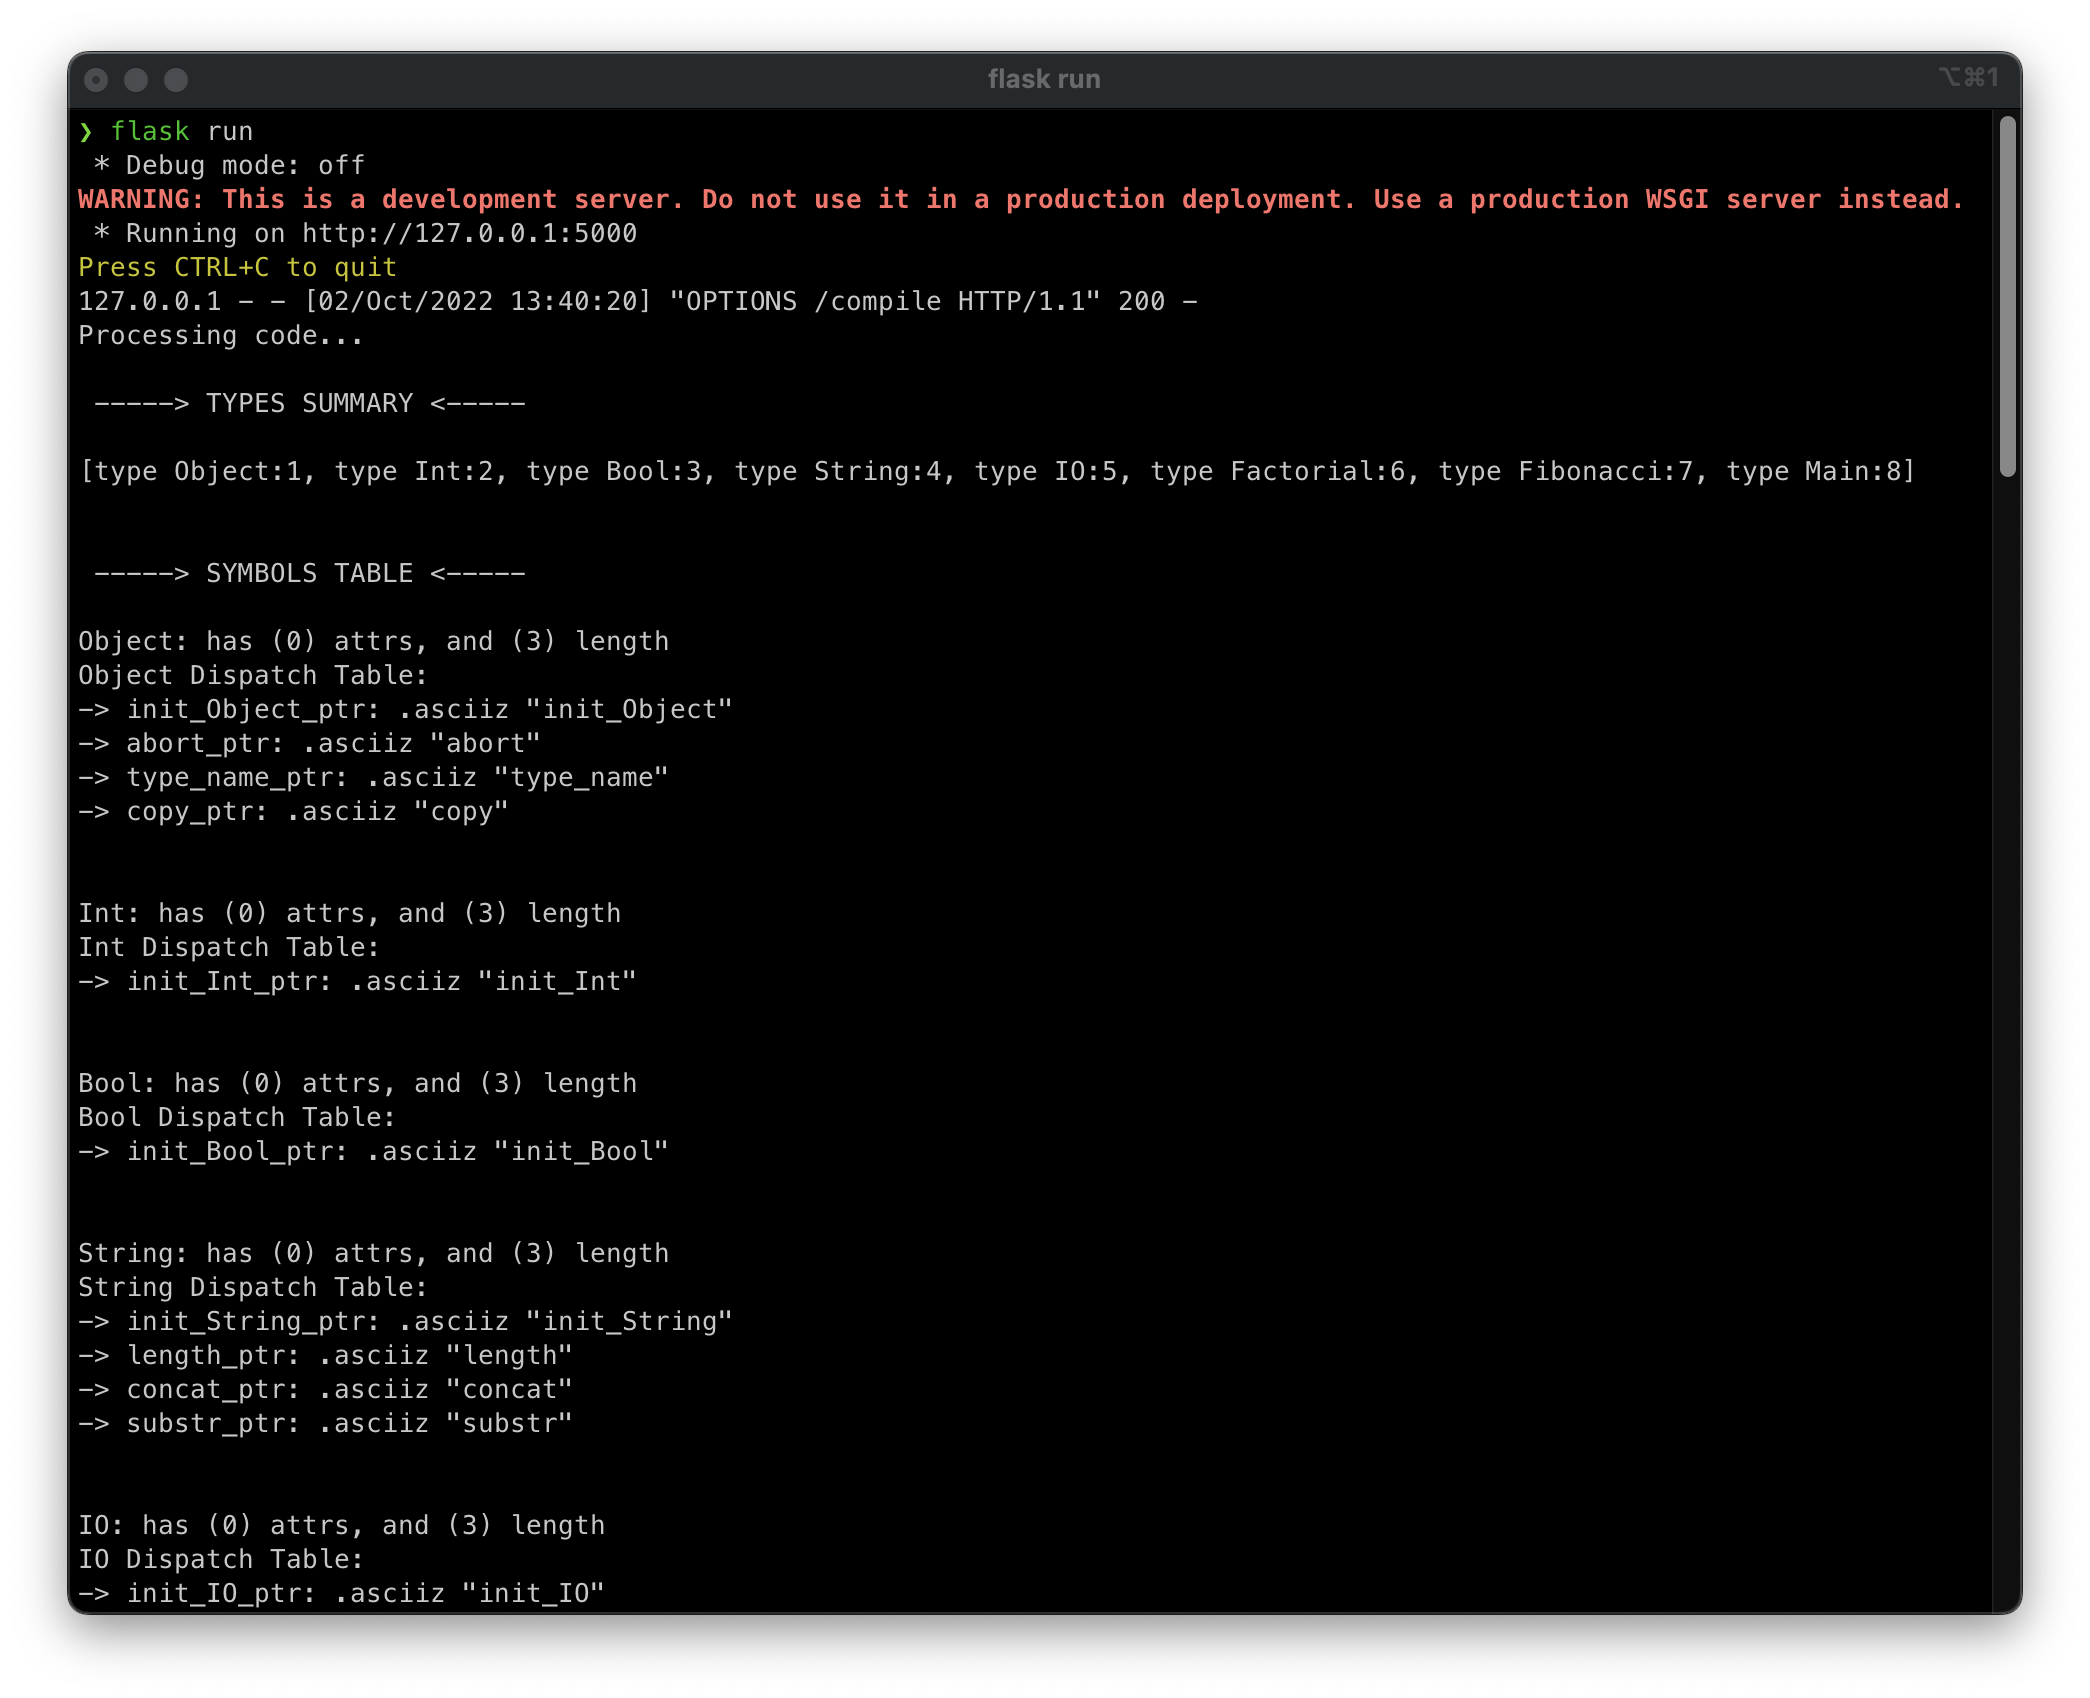 flask run
⌥⌘1
❯ flask run
 * Debug mode: off
WARNING: This is a development server. Do not use it in a production deployment. Use a production WSGI server instead.
 * Running on http://127.0.0.1:5000
Press CTRL+C to quit
127.0.0.1 - - [02/Oct/2022 13:40:20] "OPTIONS /compile HTTP/1.1" 200 -
Processing code...
 -----> TYPES SUMMARY <-----
[type Object:1, type Int:2, type Bool:3, type String:4, type IO:5, type Factorial:6, type Fibonacci:7, type Main:8]
 -----> SYMBOLS TABLE <-----
Object: has (0) attrs, and (3) length
Object Dispatch Table:
-> init_Object_ptr: .asciiz "init_Object"
-> abort_ptr: .asciiz "abort"
-> type_name_ptr: .asciiz "type_name"
-> copy_ptr: .asciiz "copy"
Int: has (0) attrs, and (3) length
Int Dispatch Table:
-> init_Int_ptr: .asciiz "init_Int"
Bool: has (0) attrs, and (3) length
Bool Dispatch Table:
-> init_Bool_ptr: .asciiz "init_Bool"
String: has (0) attrs, and (3) length
String Dispatch Table:
-> init_String_ptr: .asciiz "init_String"
-> length_ptr: .asciiz "length"
-> concat_ptr: .asciiz "concat"
-> substr_ptr: .asciiz "substr"
IO: has (0) attrs, and (3) length
IO Dispatch Table:
-> init_IO_ptr: .asciiz "init_IO"